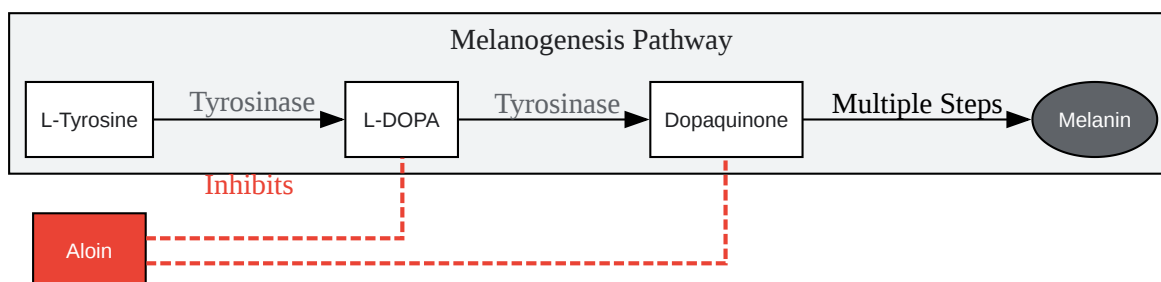 Melanogenesis Pathway
L-Tyrosine
Tyrosinase
L-DOPA
Tyrosinase
Dopaquinone
Multiple Steps
Melanin
Inhibits
Aloin